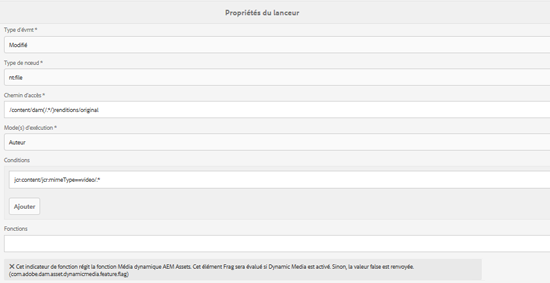 Propriétés du lanceur
Type d'évmt *
Modifié
Type de nœud *
nt:file
Chemin d'accès *
/content/dam(/.*/)renditions/original
Mode(s) d'exécution *
Auteur
Conditions
jcr:content/jcr:mimeType==video/.*
Ajouter
Fonctions
✕ Cet indicateur de fonction régit la fonction Média dynamique AEM Assets. Cet élément Frag sera évalué si Dynamic Media est activé. Sinon, la valeur false est renvoyée.
(com.adobe.dam.asset.dynamicmedia.feature.flag)